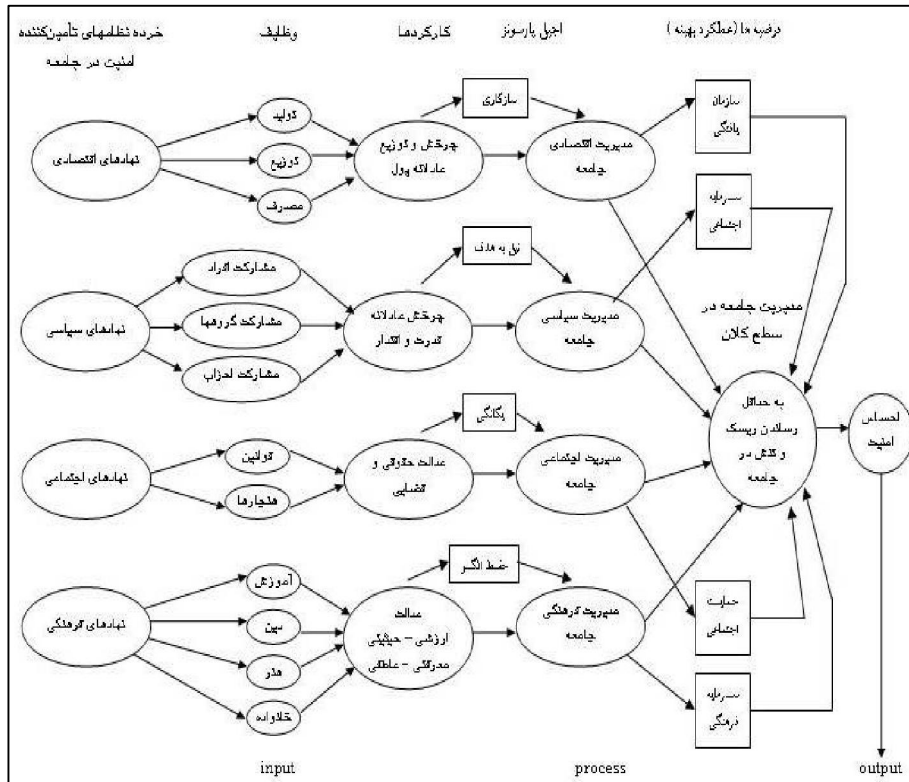 خرده نظامهای تأمین‌کننده
امنیت در جامعه
وظایف
کارکردها
اجیل پارسونز
فرضیه ها (عملکرد بهینه)
نهادهای اقتصادی
تولید
توزیع
مصرف
چرخش و توزیع
عادلانه پول
سازگاری
مدیریت اقتصادی
جامعه
سازمان
یافتگی
سرمایه
اجتماعی
نهادهای سیاسی
مشارکت افراد
مشارکت گروهها
مشارکت احزاب
چرخش عادلانه
قدرت و اقتدار
نیل به هدف
مدیریت سیاسی
جامعه
مدیریت جامعه در
سطح کلان
به حداقل
رساندن ریسک
و تنش در
جامعه
احساس
امنیت
نهادهای اجتماعی
قوانین
هنجارها
عدالت حقوقی و
قضایی
یگانگی
مدیریت اجتماعی
جامعه
حمایت
اجتماعی
نهادهای فرهنگی
آموزش
دین
هنر
خانواده
عدالت
ارزشی – حیثیتی
معرفتی – عاطفی
حفظ الگو
مدیریت فرهنگی
جامعه
سرمایه
فرهنگی
input
process
output